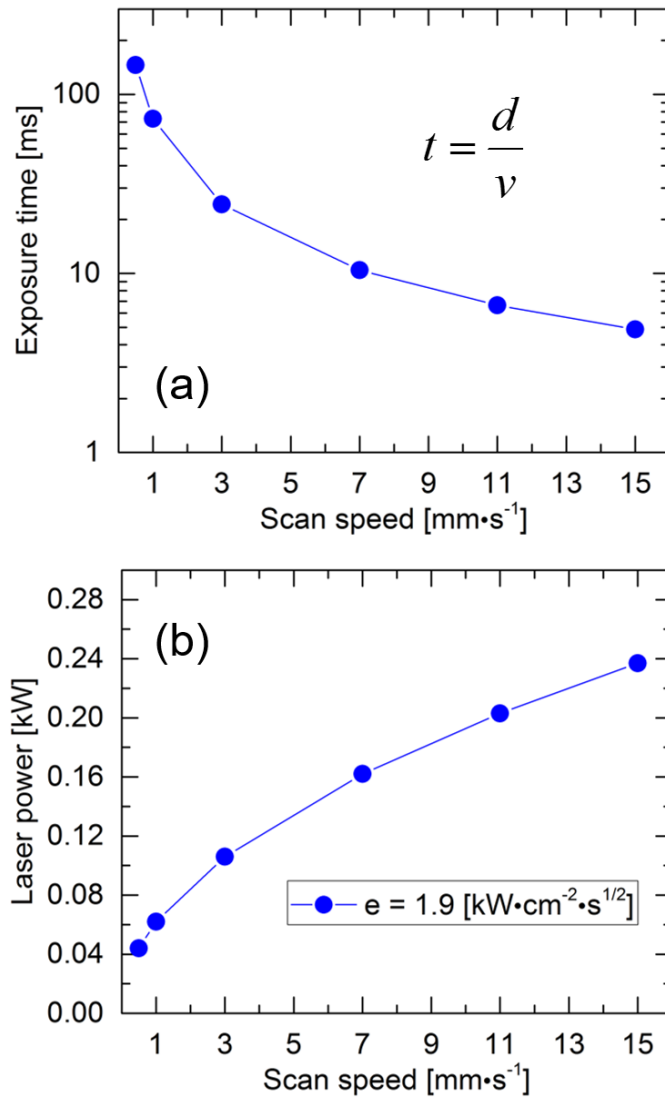 100
10
1
Exposure time [ms]
t = d/v
(a)
1 3 5 7 9 11 13 15
Scan speed [mm•s⁻¹]
0.28
0.24
0.20
0.16
0.12
0.08
0.04
0.00
Laser power [kW]
(b)
e = 1.9 [kW•cm⁻²•s¹/²]
1 3 5 7 9 11 13 15
Scan speed [mm•s⁻¹]